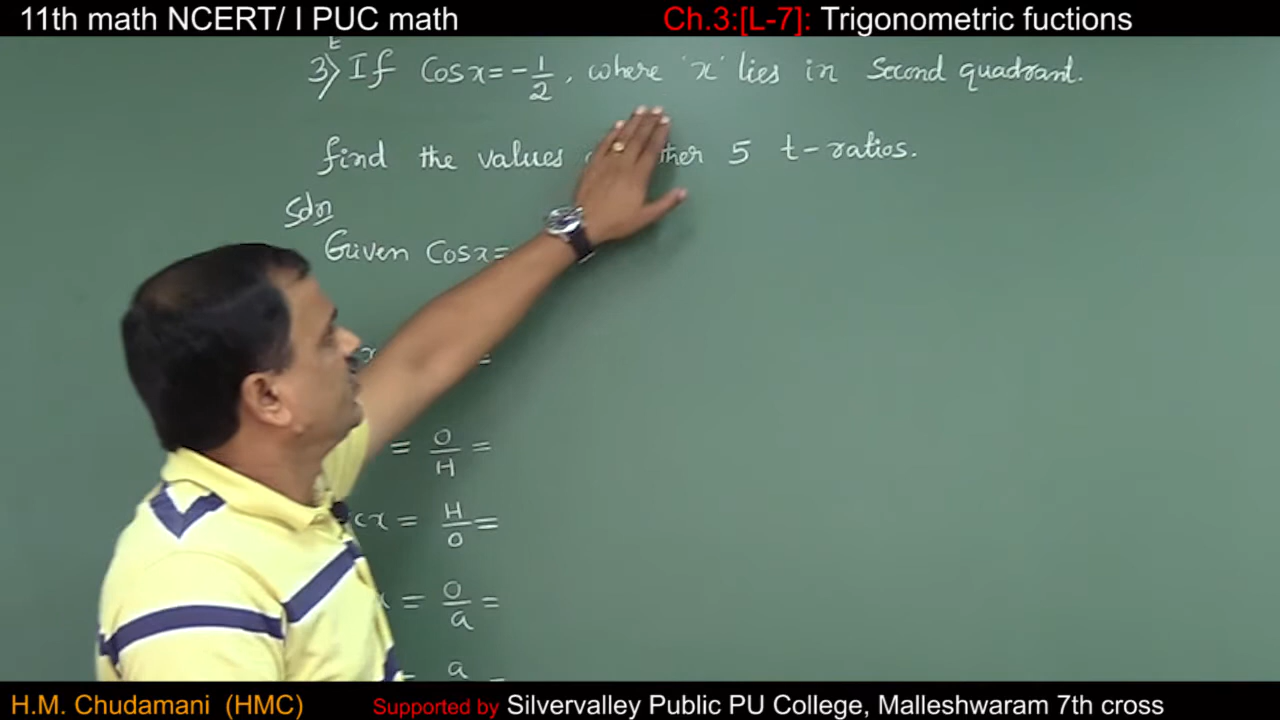 11th math NCERT/ I PUC math
Ch.3:[L-7]: Trigonometric fuctions
t
3) If Cosx = -1/2, where 'x' lies in Second quadrant.
find the values 5 t-ratios.
Soln
Given Cosx =
x =
= O/H =
cx = H/O =
x = O/a =
= a
H.M. Chudamani (HMC)
Supported by Silvervalley Public PU College, Malleshwaram 7th cross